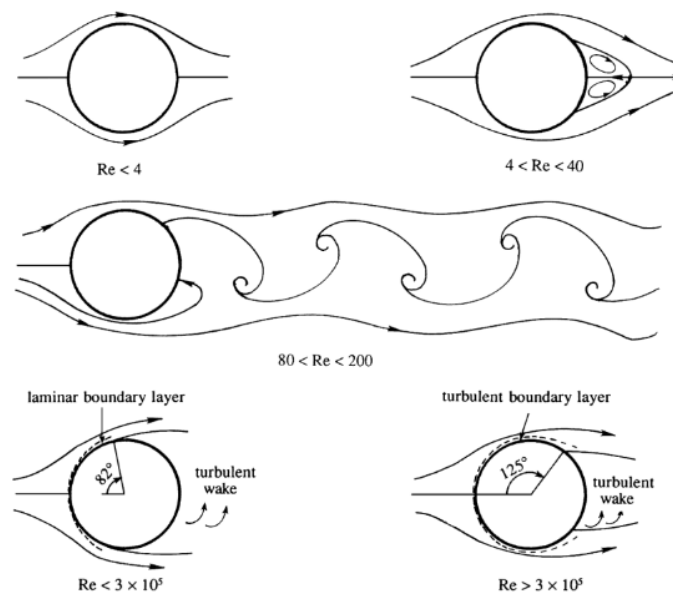 Re < 4
4 < Re < 40
80 < Re < 200
laminar boundary layer
82°
turbulent
wake
Re < 3 × 10⁵
turbulent boundary layer
125°
turbulent
wake
Re > 3 × 10⁵